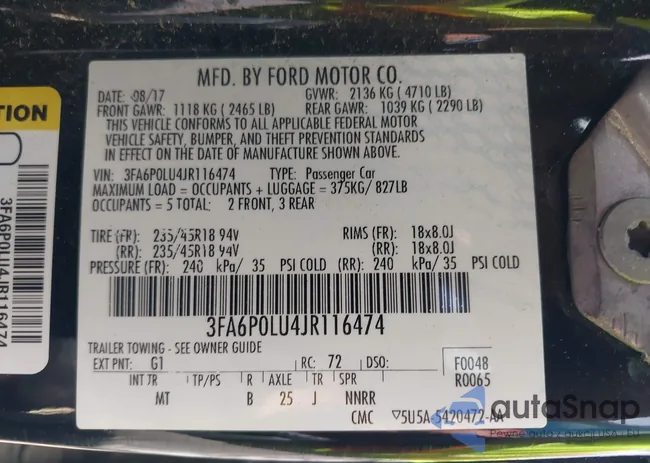 MFD. BY FORD MOTOR CO.
DATE: 08/17 GVWR: 2136 KG ( 4710 LB)
FRONT GAWR: 1118 KG ( 2465 LB) REAR GAWR: 1039 KG ( 2290 LB)
THIS VEHICLE CONFORMS TO ALL APPLICABLE FEDERAL MOTOR
VEHICLE SAFETY, BUMPER, AND THEFT PREVENTION STANDARDS
IN EFFECT ON THE DATE OF MANUFACTURE SHOWN ABOVE.
VIN: 3FA6P0LU4JR116474 TYPE: Passenger Car
MAXIMUM LOAD = OCCUPANTS + LUGGAGE = 375KG/ 827LB
OCCUPANTS = 5 TOTAL: 2 FRONT, 3 REAR
TIRE (FR): 235/45R18 94V RIMS (FR): 18x8.0J
(RR): 235/45R18 94V (RR): 18x8.0J
PRESSURE (FR): 240 kPa/ 35 PSI COLD (RR): 240 kPa/ 35 PSI COLD
3FA6P0LU4JR116474
TRAILER TOWING - SEE OWNER GUIDE
EXT PNT: G1 RC: 72 DSO: F0048
R0065
INT TR TP/PS R AXLE TR SPR
MT B 25 J NNRR
CMC 5U5A 5420472-AA
TION
3FA6P0LU4JR116474
autoSnap